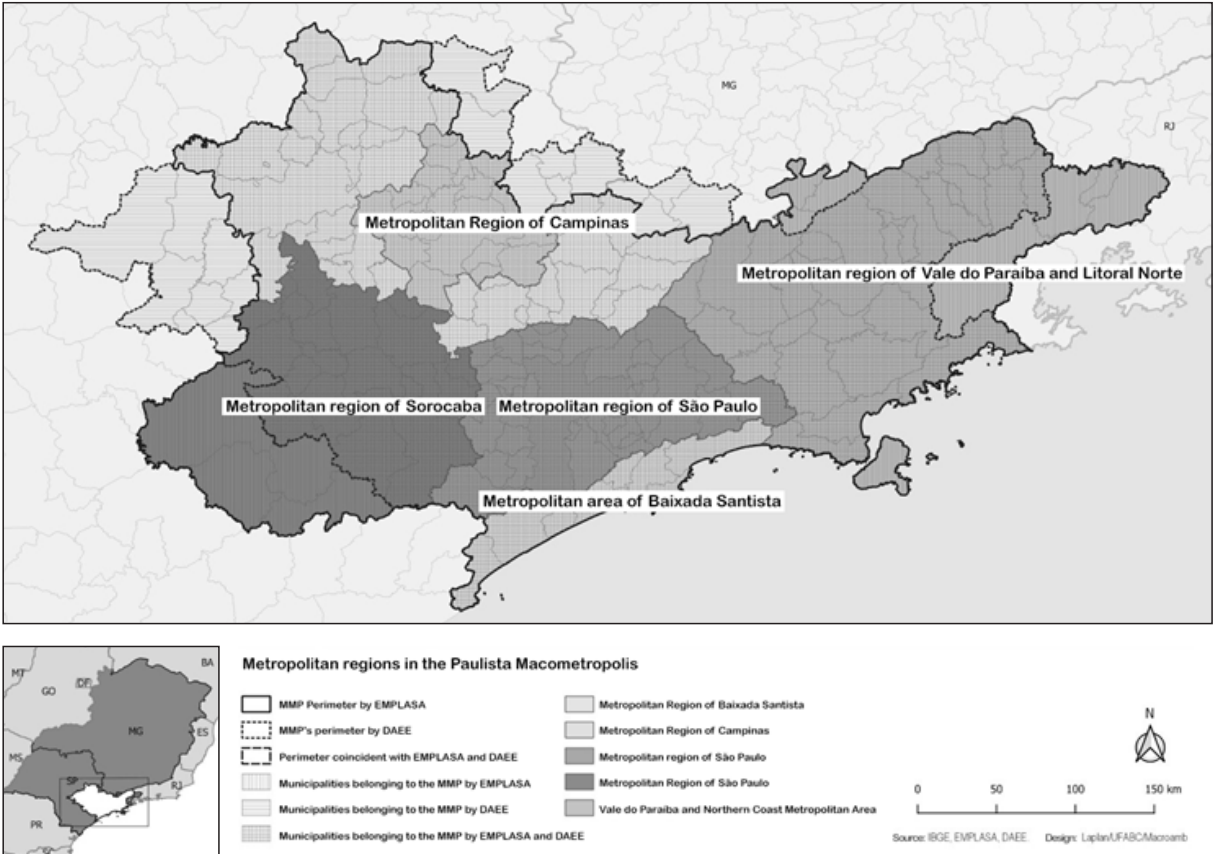 MG
RJ
Metropolitan Region of Campinas
Metropolitan region of Vale do Paraíba and Litoral Norte
Metropolitan region of Sorocaba
Metropolitan region of São Paulo
Metropolitan area of Baixada Santista
MT
GO
DF
BA
MG
ES
MS
SP
RJ
PR
SC
Metropolitan regions in the Paulista Macometropolis
MMP Perimeter by EMPLASA
MMP's perimeter by DAEE
Perimeter coincident with EMPLASA and DAEE
Municipalities belonging to the MMP by EMPLASA
Municipalities belonging to the MMP by DAEE
Municipalities belonging to the MMP by EMPLASA and DAEE
Metropolitan Region of Baixada Santista
Metropolitan Region of Campinas
Metropolitan region of São Paulo
Metropolitan Region of São Paulo
Vale do Paraíba and Northern Coast Metropolitan Area
N
0 50 100 150 km
Source: IBGE, EMPLASA, DAEE. Design: Laplan/UFABC/Macroamb